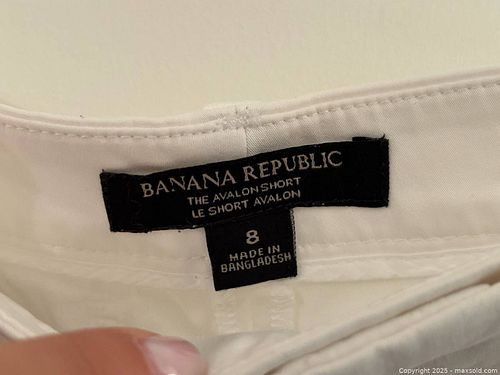 BANANA REPUBLIC
THE AVALON SHORT
LE SHORT AVALON
8
MADE IN
BANGLADESH
Copyright 2025 - maxsold.com